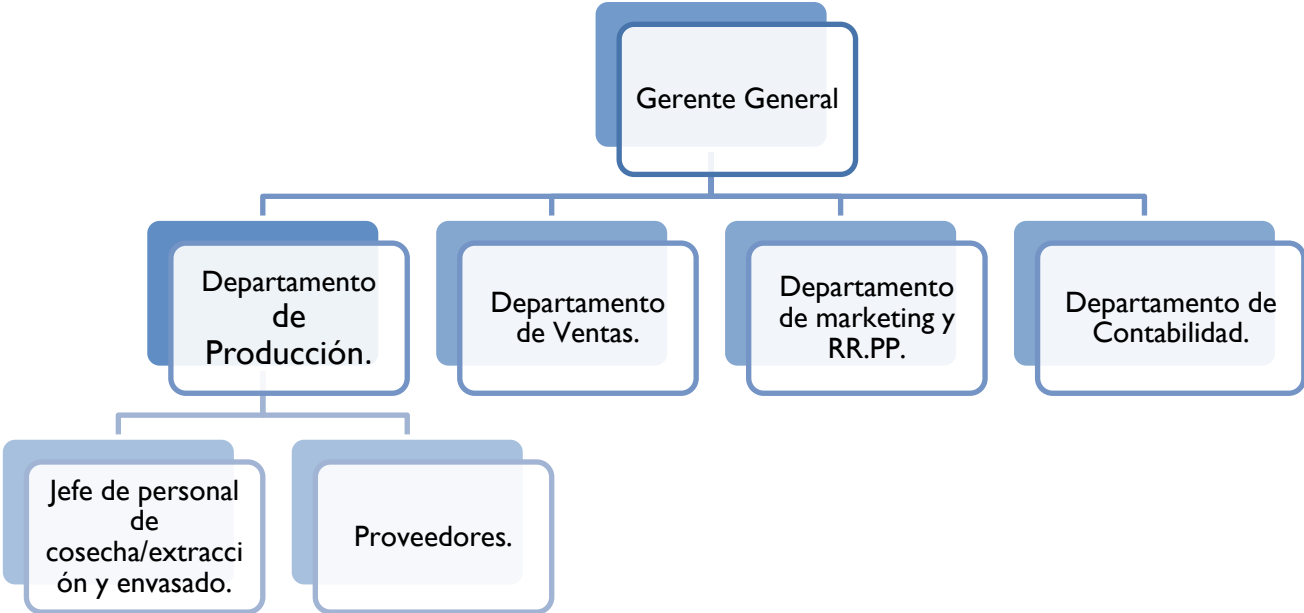 Gerente General
Departamento
de
Producción.
Departamento
de Ventas.
Departamento
de marketing y
RR.PP.
Departamento de
Contabilidad.
Jefe de personal
de
cosecha/extracci
ón y envasado.
Proveedores.